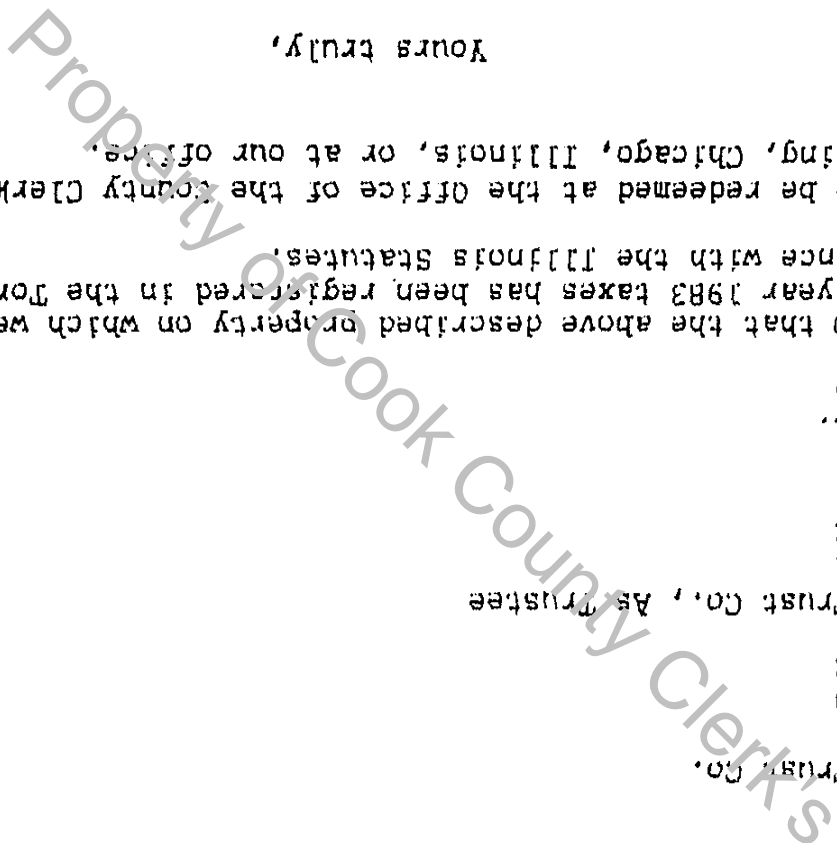 rust Co.
rust Co., As Trustee
that the above described property on which we
year 1983 taxes has been registered in the Tor
nce with the Illinois Statutes.
be redeemed at the Office of the County Clerk
ing, Chicago, Illinois, or at our office.
Yours truly,
Property of Cook County Clerk's